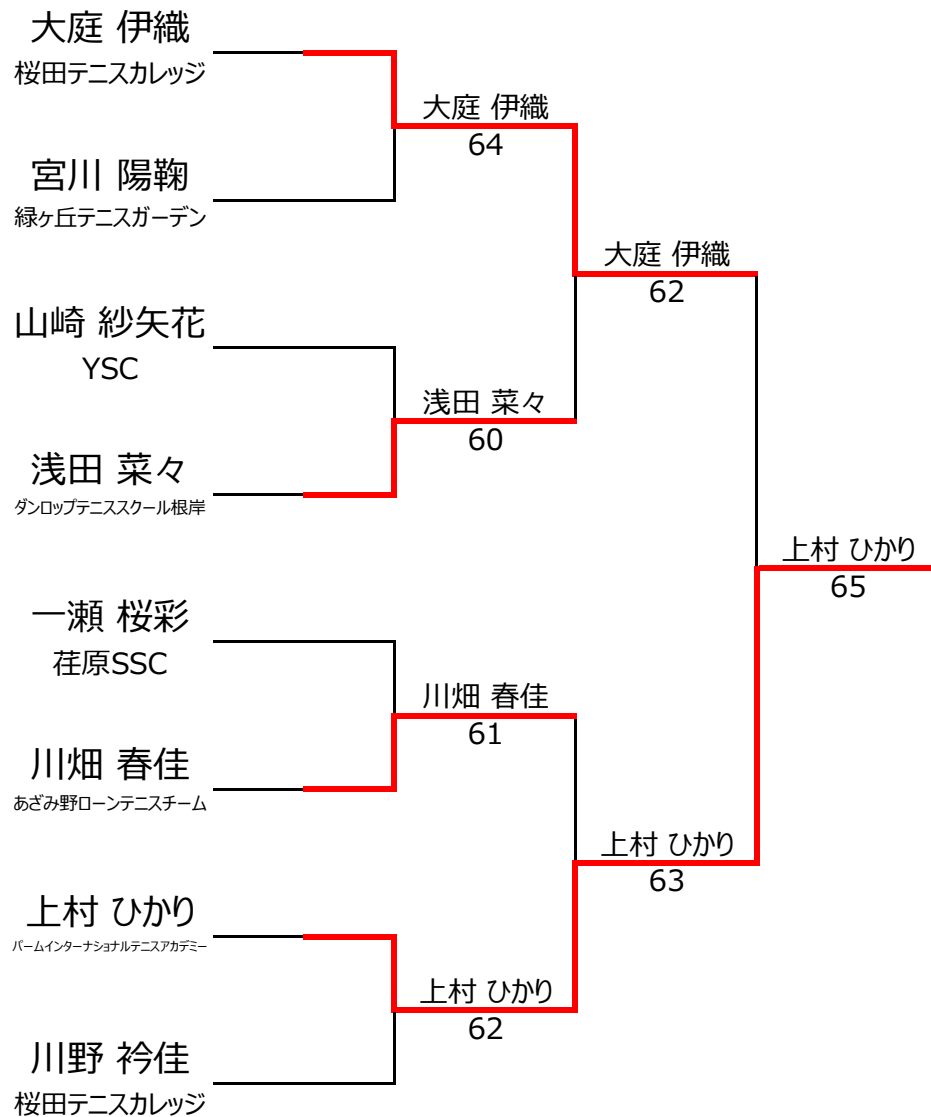 大庭 伊織
桜田テニスカレッジ
大庭 伊織
64
宮川 陽鞠
緑ヶ丘テニスガーデン
大庭 伊織
62
山崎 紗矢花
YSC
浅田 菜々
60
浅田 菜々
ダンロップテニススクール根岸
上村 ひかり
65
一瀬 桜彩
荏原SSC
川畑 春佳
61
川畑 春佳
あざみ野ローンテニスチーム
上村 ひかり
63
上村 ひかり
パームインターナショナルテニスアカデミー
上村 ひかり
62
川野 衿佳
桜田テニスカレッジ